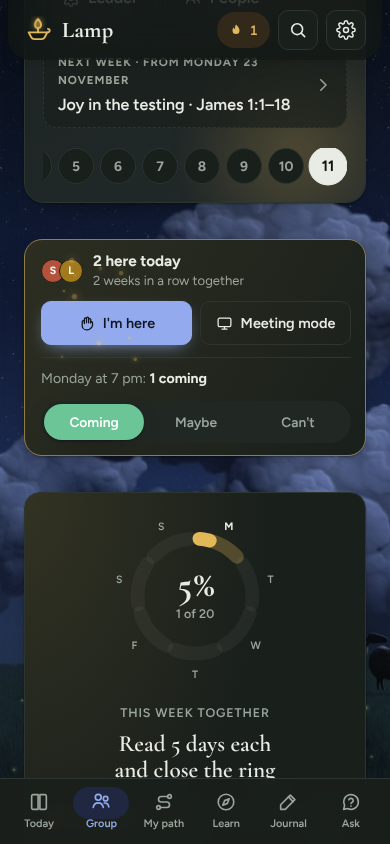 Leader People
Lamp 1
NEXT WEEK · FROM MONDAY 23
NOVEMBER
Joy in the testing · James 1:1–18
5 6 7 8 9 10 11
S L 2 here today
2 weeks in a row together
I'm here Meeting mode
Monday at 7 pm: 1 coming
Coming Maybe Can't
S M
S T
5%
1 of 20
F W
T
THIS WEEK TOGETHER
Read 5 days each
and close the ring
Today Group My path Learn Journal Ask